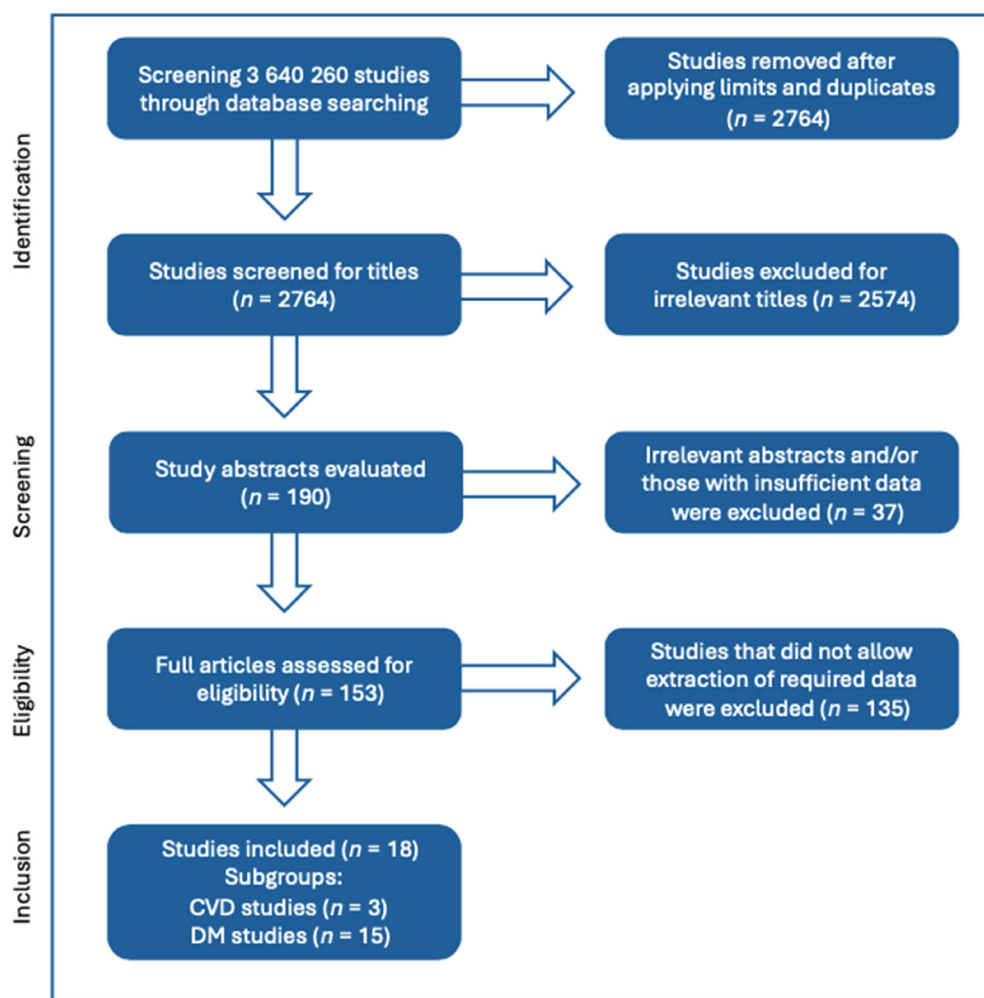 Identification
Screening 3 640 260 studies
through database searching
Studies removed after
applying limits and duplicates
(n = 2764)
Studies screened for titles
(n = 2764)
Studies excluded for
irrelevant titles (n = 2574)
Screening
Study abstracts evaluated
(n = 190)
Irrelevant abstracts and/or
those with insufficient data
were excluded (n = 37)
Eligibility
Full articles assessed for
eligibility (n = 153)
Studies that did not allow
extraction of required data
were excluded (n = 135)
Inclusion
Studies included (n = 18)
Subgroups:
CVD studies (n = 3)
DM studies (n = 15)